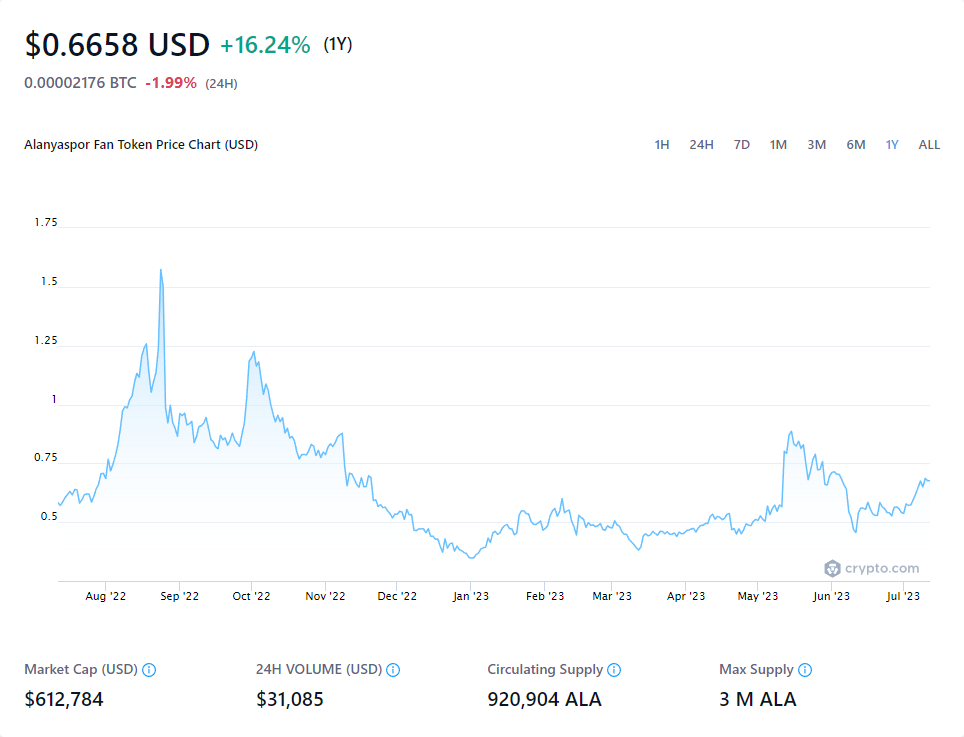 $0.6658 USD +16.24% (1Y)
0.00002176 BTC -1.99% (24H)
Alanyaspor Fan Token Price Chart (USD) 1H 24H 7D 1M 3M 6M 1Y ALL
1.75
1.5
1.25
1
0.75
0.5
crypto.com
Aug '22 Sep '22 Oct '22 Nov '22 Dec '22 Jan '23 Feb '23 Mar '23 Apr '23 May '23 Jun '23 Jul '23
Market Cap (USD) 24H VOLUME (USD) Circulating Supply Max Supply
$612,784 $31,085 920,904 ALA 3 M ALA